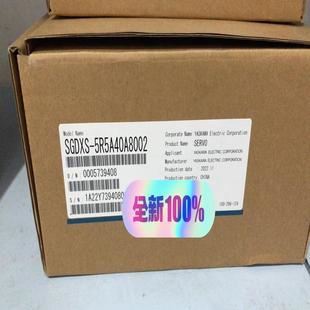 Model Name
SGDXS-5R5A40A8002
O/N 0005739408
S/N 1A22Y739408
Corporate Name YASKAWA Electric Corporation
Product Name SERVO
Applicant YASKAWA ELECTRIC CORPORATION
Manufacturer YASKAWA ELECTRIC CORPORATION
Production date 2022.11
Production country CHINA
全新100%